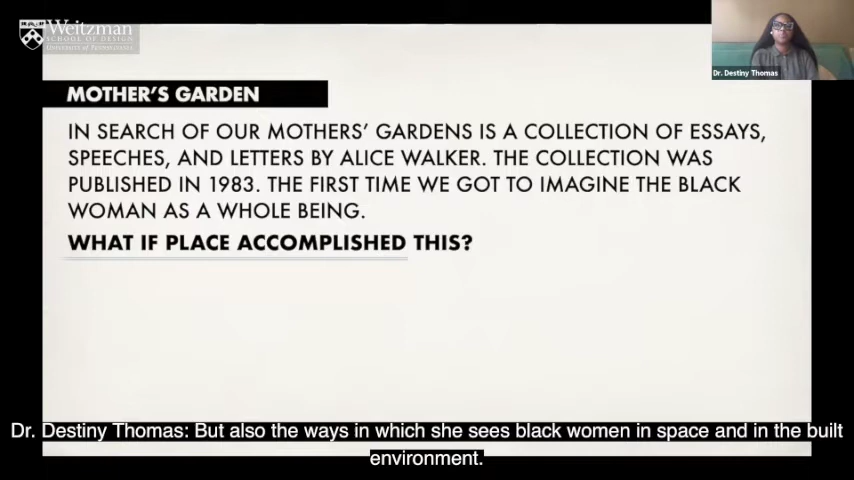 Weitzman
SCHOOL OF DESIGN
UNIVERSITY OF PENNSYLVANIA
Dr. Destiny Thomas
MOTHER'S GARDEN
IN SEARCH OF OUR MOTHERS' GARDENS IS A COLLECTION OF ESSAYS,
SPEECHES, AND LETTERS BY ALICE WALKER. THE COLLECTION WAS
PUBLISHED IN 1983. THE FIRST TIME WE GOT TO IMAGINE THE BLACK
WOMAN AS A WHOLE BEING.
WHAT IF PLACE ACCOMPLISHED THIS?
Dr. Destiny Thomas: But also the ways in which she sees black women in space and in the built
environment.